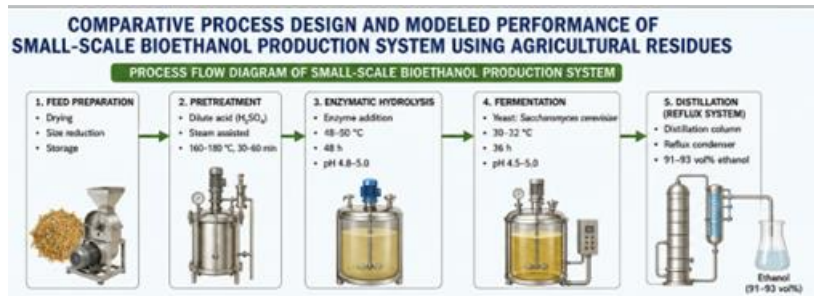 COMPARATIVE PROCESS DESIGN AND MODELED PERFORMANCE OF
SMALL-SCALE BIOETHANOL PRODUCTION SYSTEM USING AGRICULTURAL RESIDUES
PROCESS FLOW DIAGRAM OF SMALL-SCALE BIOETHANOL PRODUCTION SYSTEM
1. FEED PREPARATION
• Drying
• Size reduction
• Storage
2. PRETREATMENT
• Dilute acid (H₂SO₄)
• Steam assisted
• 160–180 °C, 30–60 min
3. ENZYMATIC HYDROLYSIS
• Enzyme addition
• 48–50 °C
• 48 h
• pH 4.8–5.0
4. FERMENTATION
• Yeast: Saccharomyces cerevisiae
• 30–32 °C
• 36 h
• pH 4.5–5.0
5. DISTILLATION
(REFLUX SYSTEM)
• Distillation column
• Reflux condenser
• 91–93 vol% ethanol
Ethanol
(91–93 vol%)